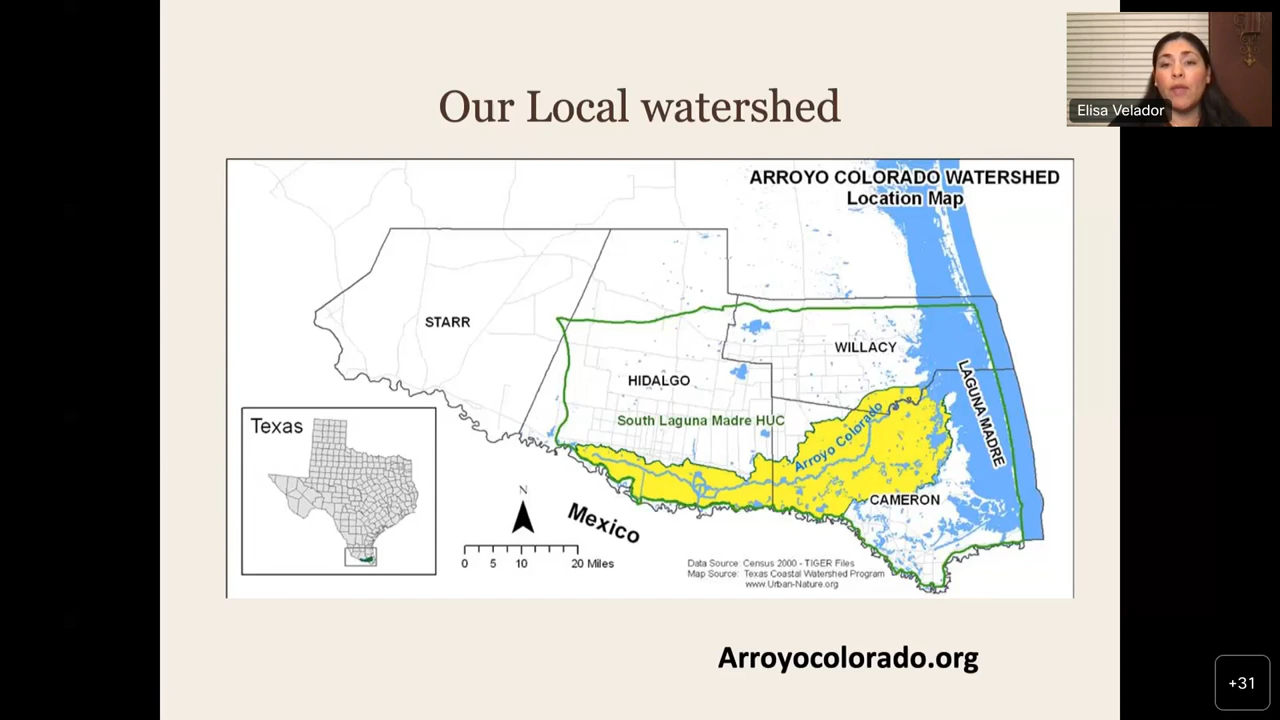 Our Local watershed
Elisa Velador
ARROYO COLORADO WATERSHED
Location Map
STARR
WILLACY
HIDALGO
LAGUNA MADRE
South Laguna Madre HUC
Arroyo Colorado
Texas
CAMERON
N
Mexico
0 5 10 20 Miles
Data Source: Census 2000 - TIGER Files
Map Source: Texas Coastal Watershed Program
www.Urban-Nature.org
Arroyocolorado.org
+31